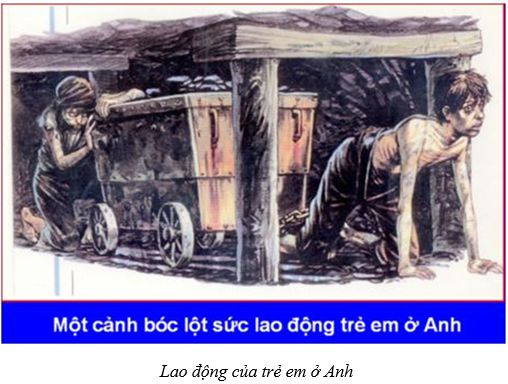 Một cảnh bóc lột sức lao động trẻ em ở Anh
Lao động của trẻ em ở Anh